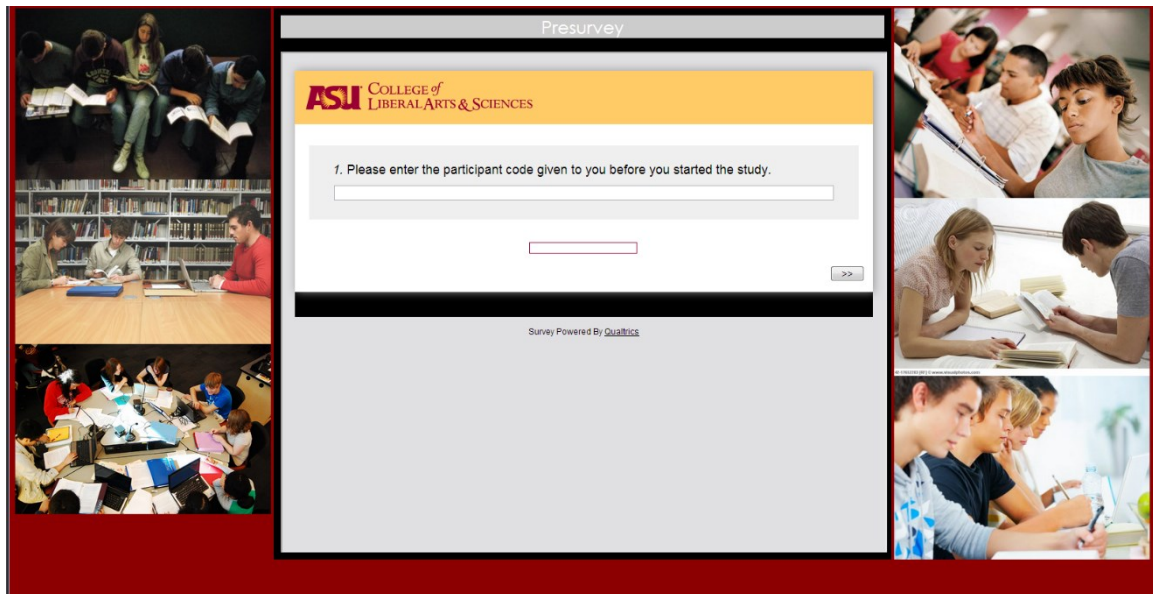 Presurvey
ASU COLLEGE of
LIBERAL ARTS & SCIENCES
1. Please enter the participant code given to you before you started the study.
>>
Survey Powered By Qualtrics